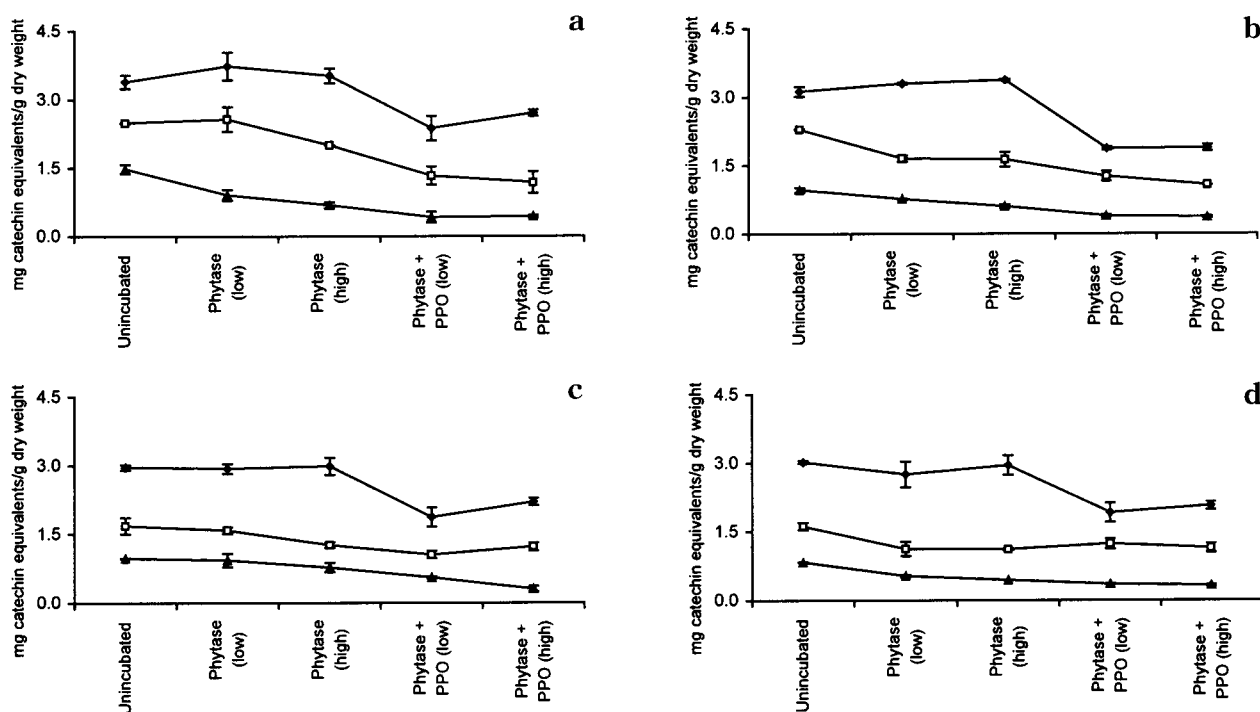 a
mg catechin equivalents/g dry weight
4.5
3.0
1.5
0.0
Unincubated
Phytase
(low)
Phytase
(high)
Phytase +
PPO (low)
Phytase +
PPO (high)
b
mg catechin equivalents/g dry weight
4.5
3.0
1.5
0.0
Unincubated
Phytase
(low)
Phytase
(high)
Phytase +
PPO (low)
Phytase +
PPO (high)
c
mg catechin equivalents/g dry weight
4.5
3.0
1.5
0.0
Unincubated
Phytase
(low)
Phytase
(high)
Phytase +
PPO (low)
Phytase +
PPO (high)
d
mg catechin equivalents/g dry weight
4.5
3.0
1.5
0.0
Unincubated
Phytase
(low)
Phytase
(high)
Phytase +
PPO (low)
Phytase +
PPO (high)